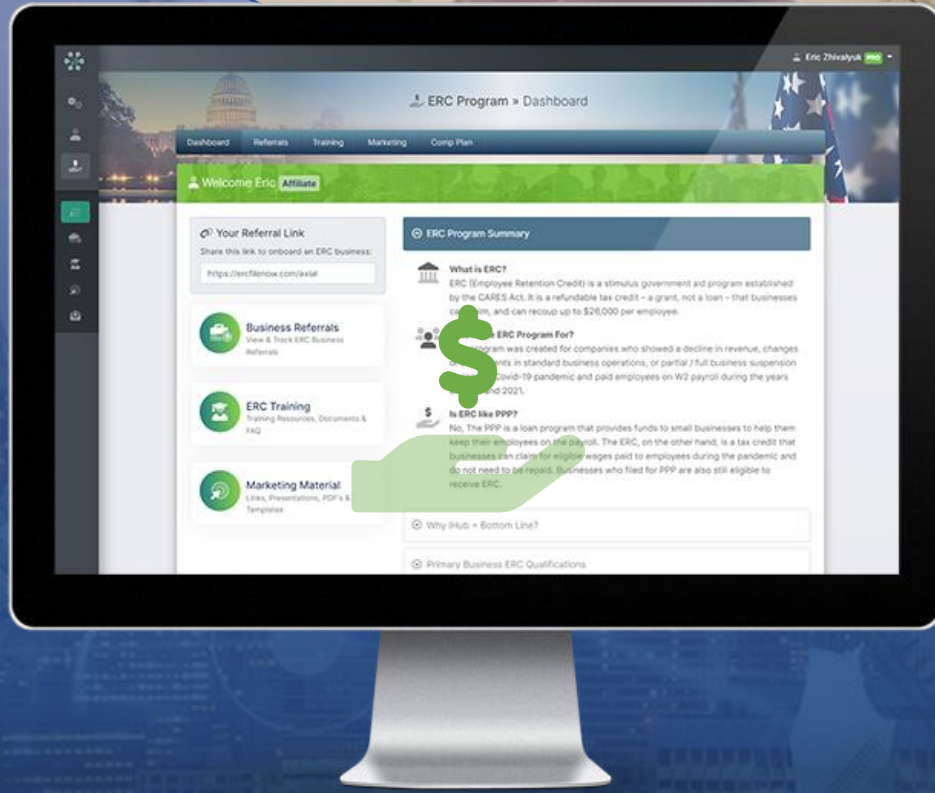 Eric Zhivalyuk PRO
ERC Program » Dashboard
Dashboard Referrals Training Marketing Comp Plan
Welcome Eric Affiliate
Your Referral Link
Share this link to onboard an ERC business:
https://ercfilenow.com/axial
Business Referrals
View & Track ERC Business
Referrals
ERC Training
Training Resources, Documents &
FAQ
Marketing Material
Links, Presentations, PDF's &
Templates
ERC Program Summary
What is ERC?
ERC (Employee Retention Credit) is a stimulus government aid program established
by the CARES Act. It is a refundable tax credit – a grant, not a loan – that businesses
can claim, and can recoup up to $26,000 per employee.
ERC Program For?
program was created for companies who showed a decline in revenue, changes
in standard business operations, or partial / full business suspension
Covid-19 pandemic and paid employees on W2 payroll during the years
and 2021.
$
Is ERC like PPP?
No, The PPP is a loan program that provides funds to small businesses to help them
keep their employees on the payroll. The ERC, on the other hand, is a tax credit that
businesses can claim for eligible wages paid to employees during the pandemic and
do not need to be repaid. Businesses who filed for PPP are also still eligible to
receive ERC.
Why iHub + Bottom Line?
Primary Business ERC Qualifications